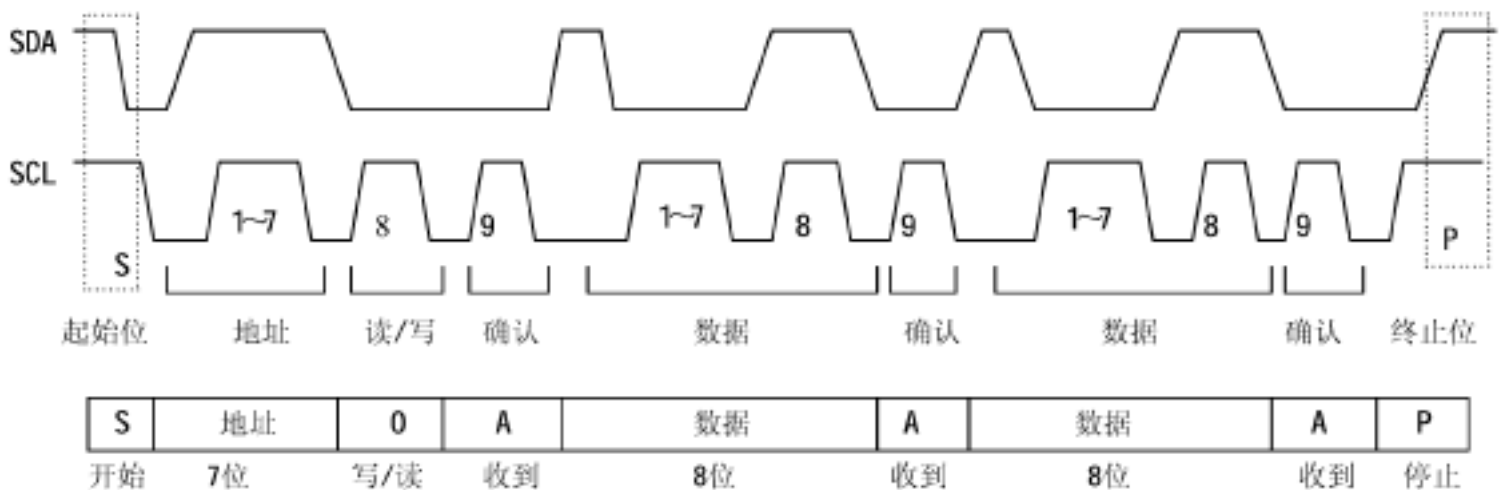 SDA
SCL
1~7 8 9 1~7 8 9 1~7 8 9
S P
起始位 地址 读/写 确认 数据 确认 数据 确认 终止位
S 地址 0 A 数据 A 数据 A P
开始 7位 写/读 收到 8位 收到 8位 收到 停止